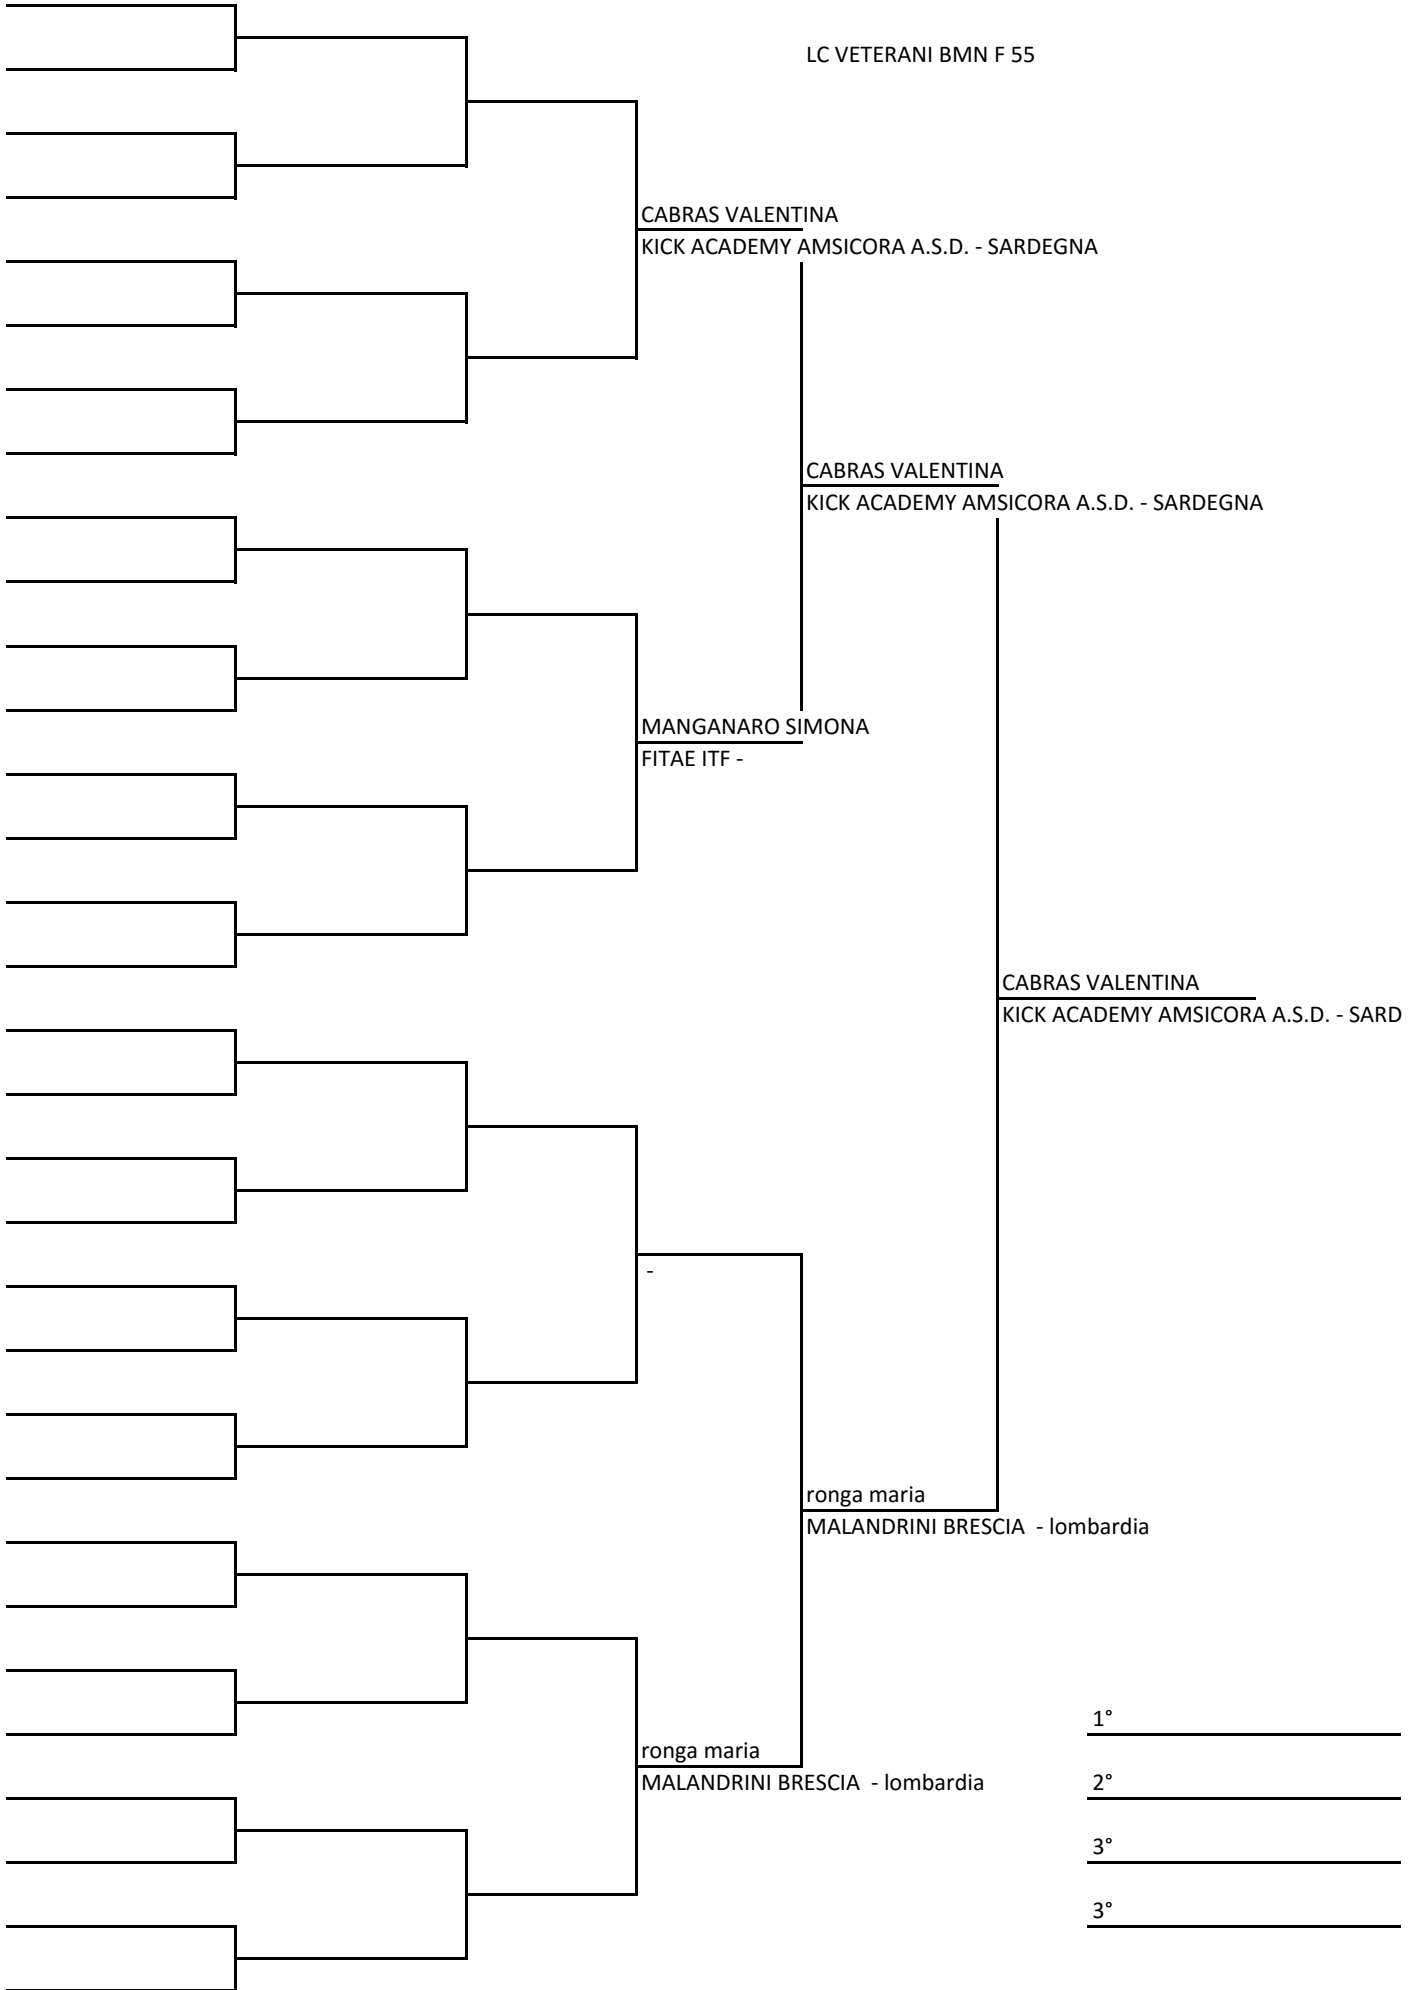 LC VETERANI BMN F 55
CABRAS VALENTINA
KICK ACADEMY AMSICORA A.S.D. - SARDEGNA
CABRAS VALENTINA
KICK ACADEMY AMSICORA A.S.D. - SARDEGNA
MANGANARO SIMONA
FITAE ITF -
CABRAS VALENTINA
KICK ACADEMY AMSICORA A.S.D. - SARD
-
ronga maria
MALANDRINI BRESCIA  - lombardia
1°
ronga maria
MALANDRINI BRESCIA  - lombardia
2°
3°
3°